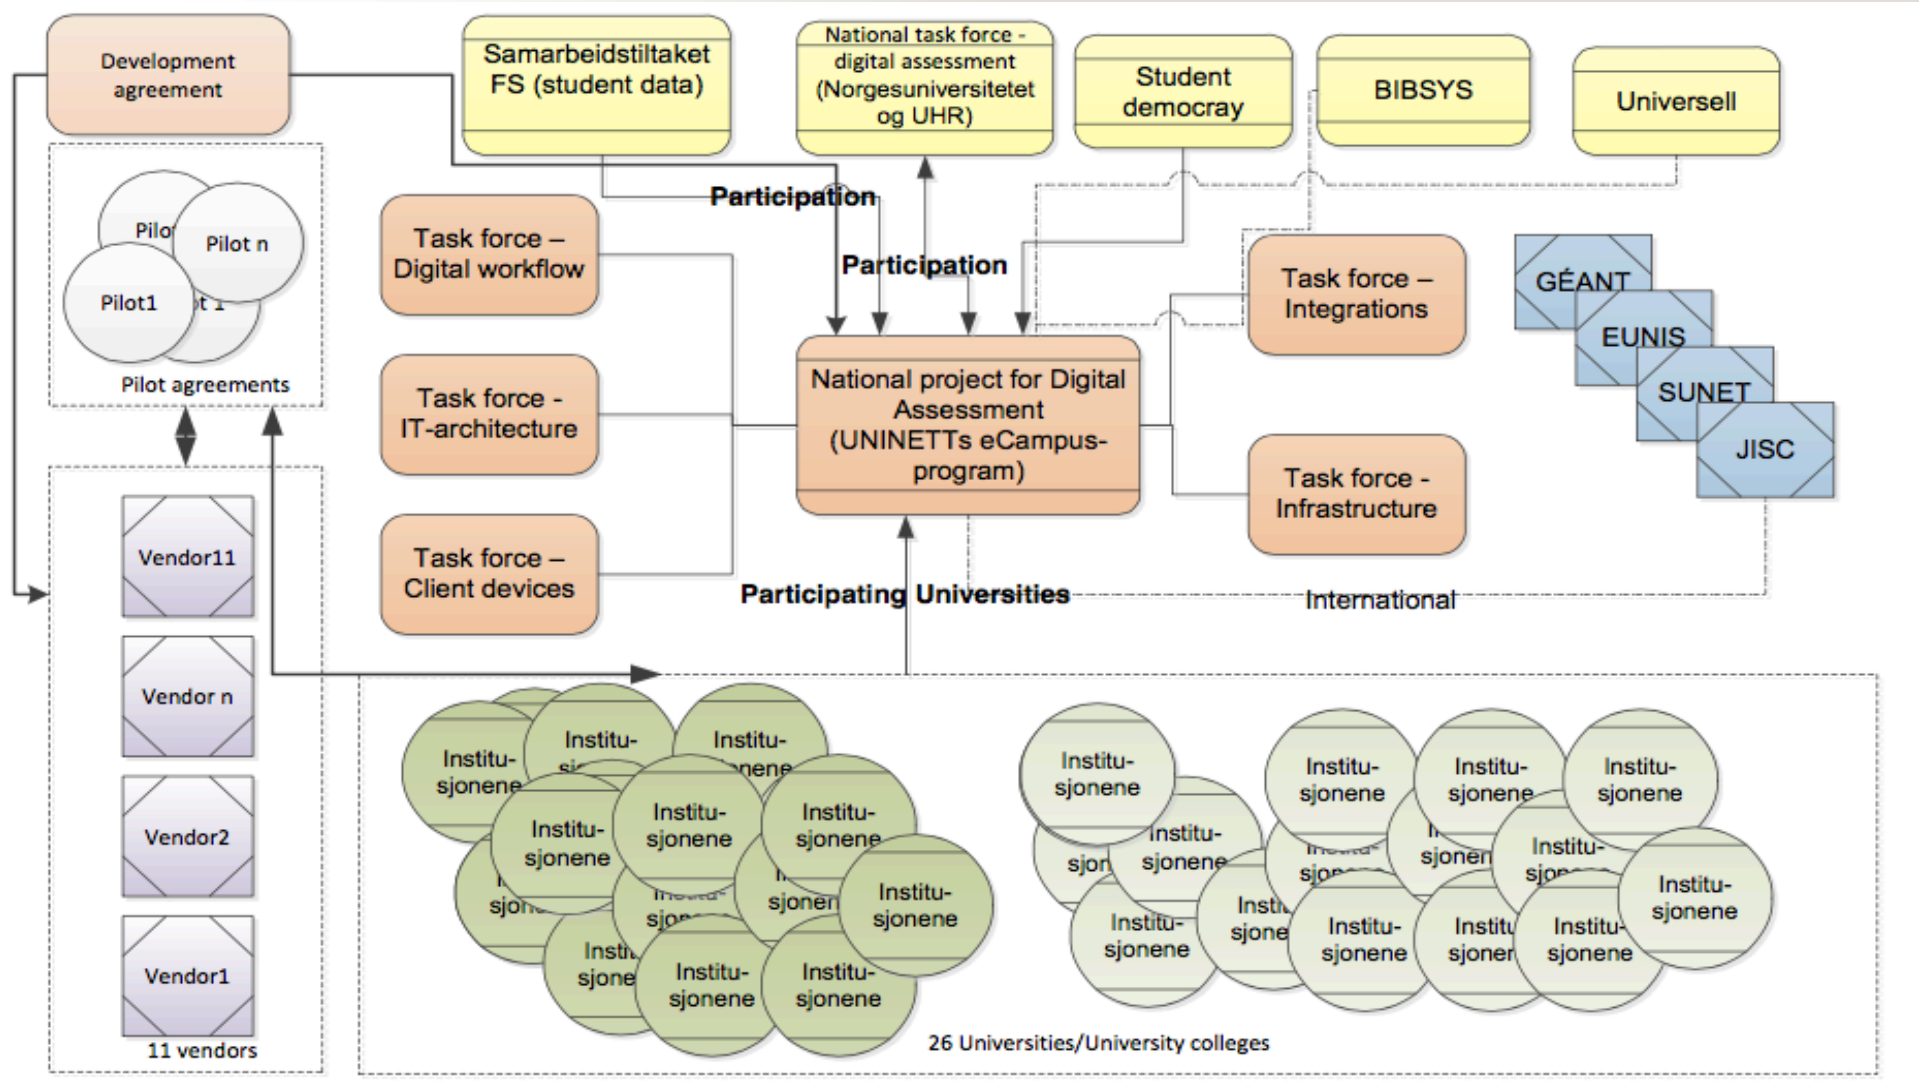 Development
agreement
Samarbeidstiltaket
FS (student data)
National task force -
digital assessment
(Norgesuniversitetet
og UHR)
Student
democray
BIBSYS
Universell
Participation
Participation
Pilot n
Pilot1
Pilot agreements
Task force –
Digital workflow
Task force -
IT-architecture
Task force –
Client devices
National project for Digital
Assessment
(UNINETTs eCampus-
program)
Task force –
Integrations
Task force -
Infrastructure
GÉANT
EUNIS
SUNET
JISC
Participating Universities
International
Vendor11
Vendor n
Vendor2
Vendor1
11 vendors
Institu-
sjonene
Institu-
Institu-
Institu-
sjonene
Institu-
sjonene
Institu-
sjonene
Institu-
sjonene
Institu-
sjonene
Institu-
sjonene
Institu-
sjonene
Institu-
sjonene
Institu-
sjonene
Institu-
sjonene
Institu-
sjonene
Institu-
sjonene
Institu-
Institu-
sjonene
Institu-
sjonene
Institu-
sjonene
26 Universities/University colleges